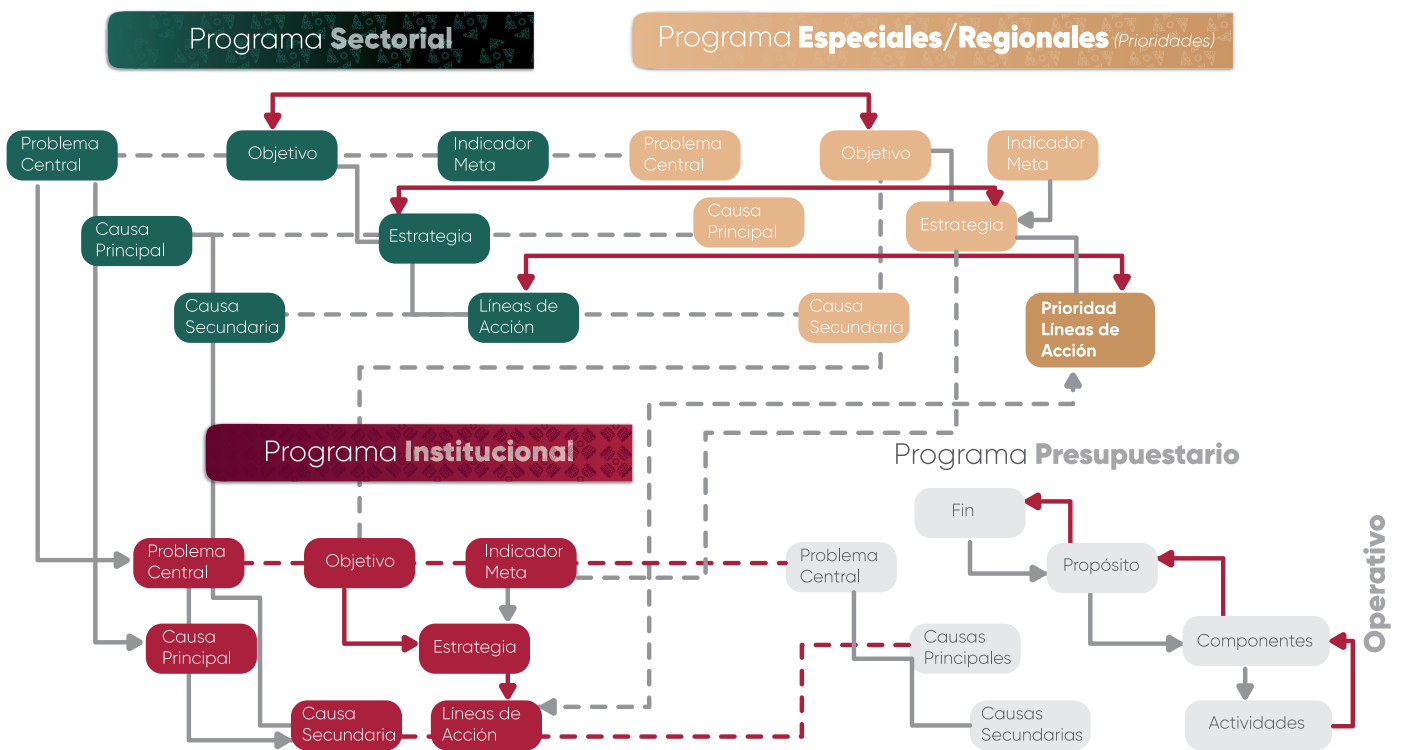 Programa Sectorial
Programa Especiales/Regionales (Prioridades)
Problema
Central
Objetivo
Indicador
Meta
Problema
Central
Objetivo
Indicador
Meta
Causa
Principal
Estrategia
Causa
Principal
Estrategia
Causa
Secundaria
Líneas de
Acción
Causa
Secundaria
Prioridad
Líneas de
Acción
Programa Institucional
Programa Presupuestario
Fin
Problema
Central
Objetivo
Indicador
Meta
Problema
Central
Propósito
Operativo
Causa
Principal
Estrategia
Causas
Principales
Componentes
Causa
Secundaria
Líneas de
Acción
Causas
Secundarias
Actividades